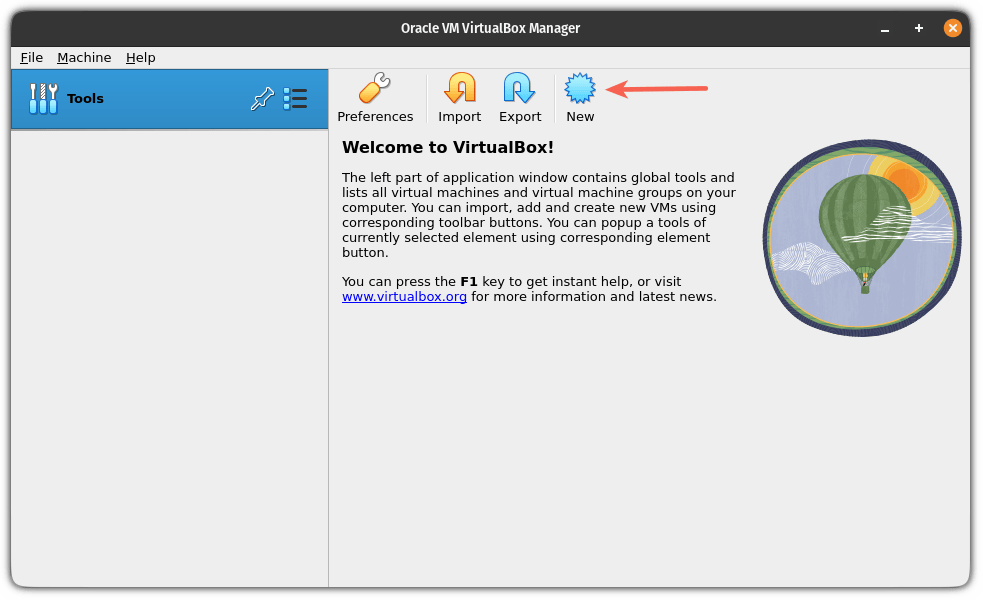 Oracle VM VirtualBox Manager
File Machine Help
Tools
Preferences Import Export New
Welcome to VirtualBox!
The left part of application window contains global tools and
lists all virtual machines and virtual machine groups on your
computer. You can import, add and create new VMs using
corresponding toolbar buttons. You can popup a tools of
currently selected element using corresponding element
button.
You can press the F1 key to get instant help, or visit
www.virtualbox.org for more information and latest news.